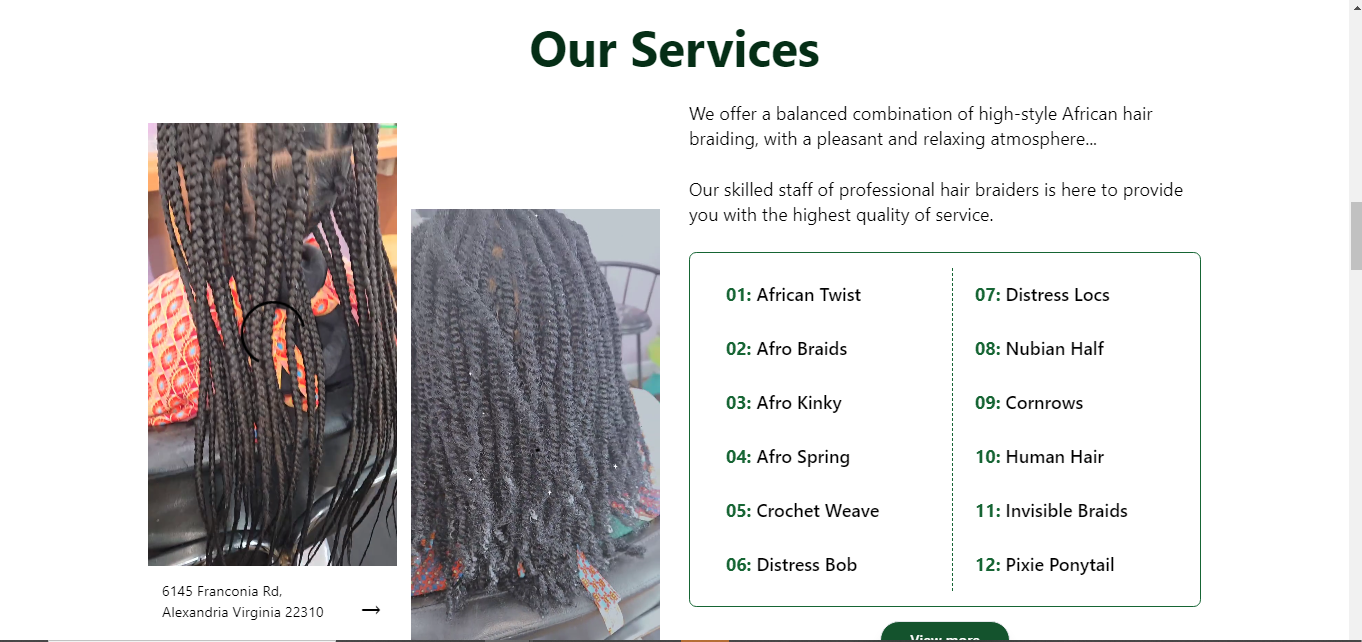 Our Services
We offer a balanced combination of high-style African hair
braiding, with a pleasant and relaxing atmosphere...
Our skilled staff of professional hair braiders is here to provide
you with the highest quality of service.
01: African Twist
02: Afro Braids
03: Afro Kinky
04: Afro Spring
05: Crochet Weave
06: Distress Bob
07: Distress Locs
08: Nubian Half
09: Cornrows
10: Human Hair
11: Invisible Braids
12: Pixie Ponytail
6145 Franconia Rd,
Alexandria Virginia 22310
View more